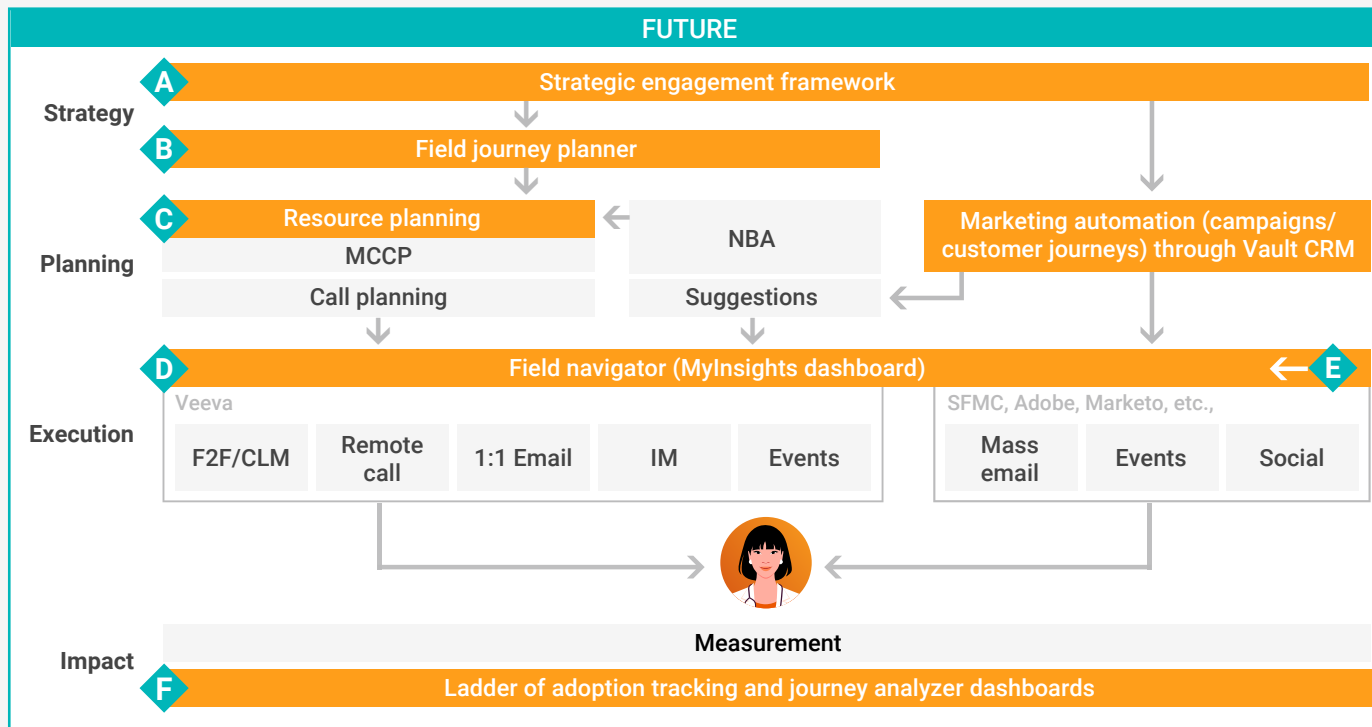 FUTURE
A
Strategic engagement framework
Strategy
B
Field journey planner
C
Resource planning
NBA
Marketing automation (campaigns/
customer journeys) through Vault CRM
MCCP
Planning
Call planning
Suggestions
D
Field navigator (MyInsights dashboard)
E
Veeva
SFMC, Adobe, Marketo, etc.,
Execution
F2F/CLM
Remote
call
1:1 Email
IM
Events
Mass
email
Events
Social
Measurement
Impact
F
Ladder of adoption tracking and journey analyzer dashboards